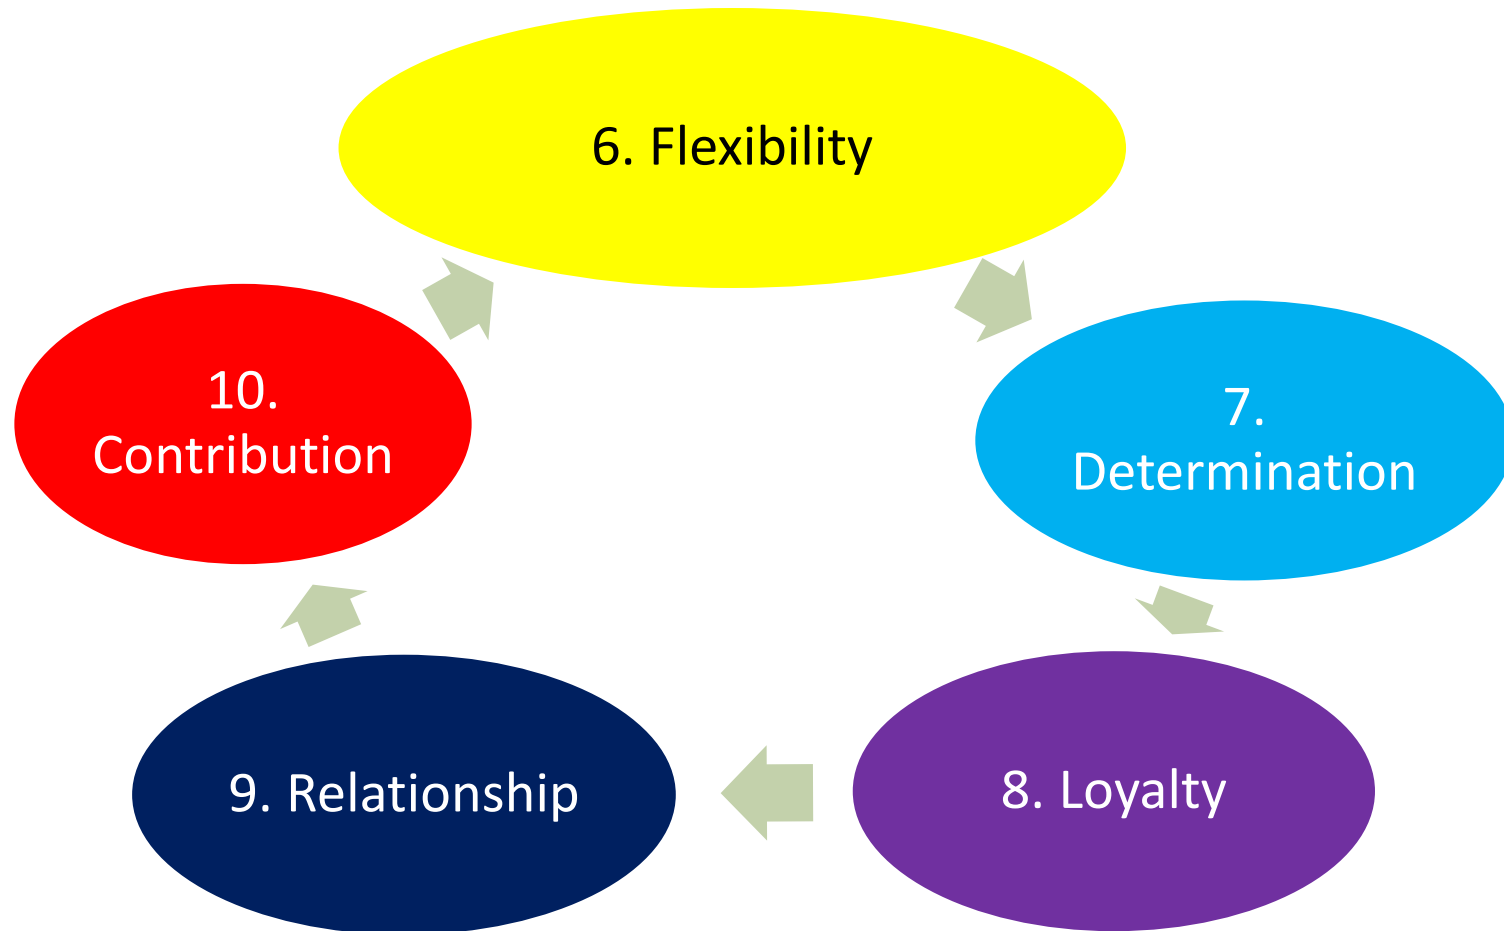 6. Flexibility
7.
Determination
8. Loyalty
9. Relationship
10.
Contribution